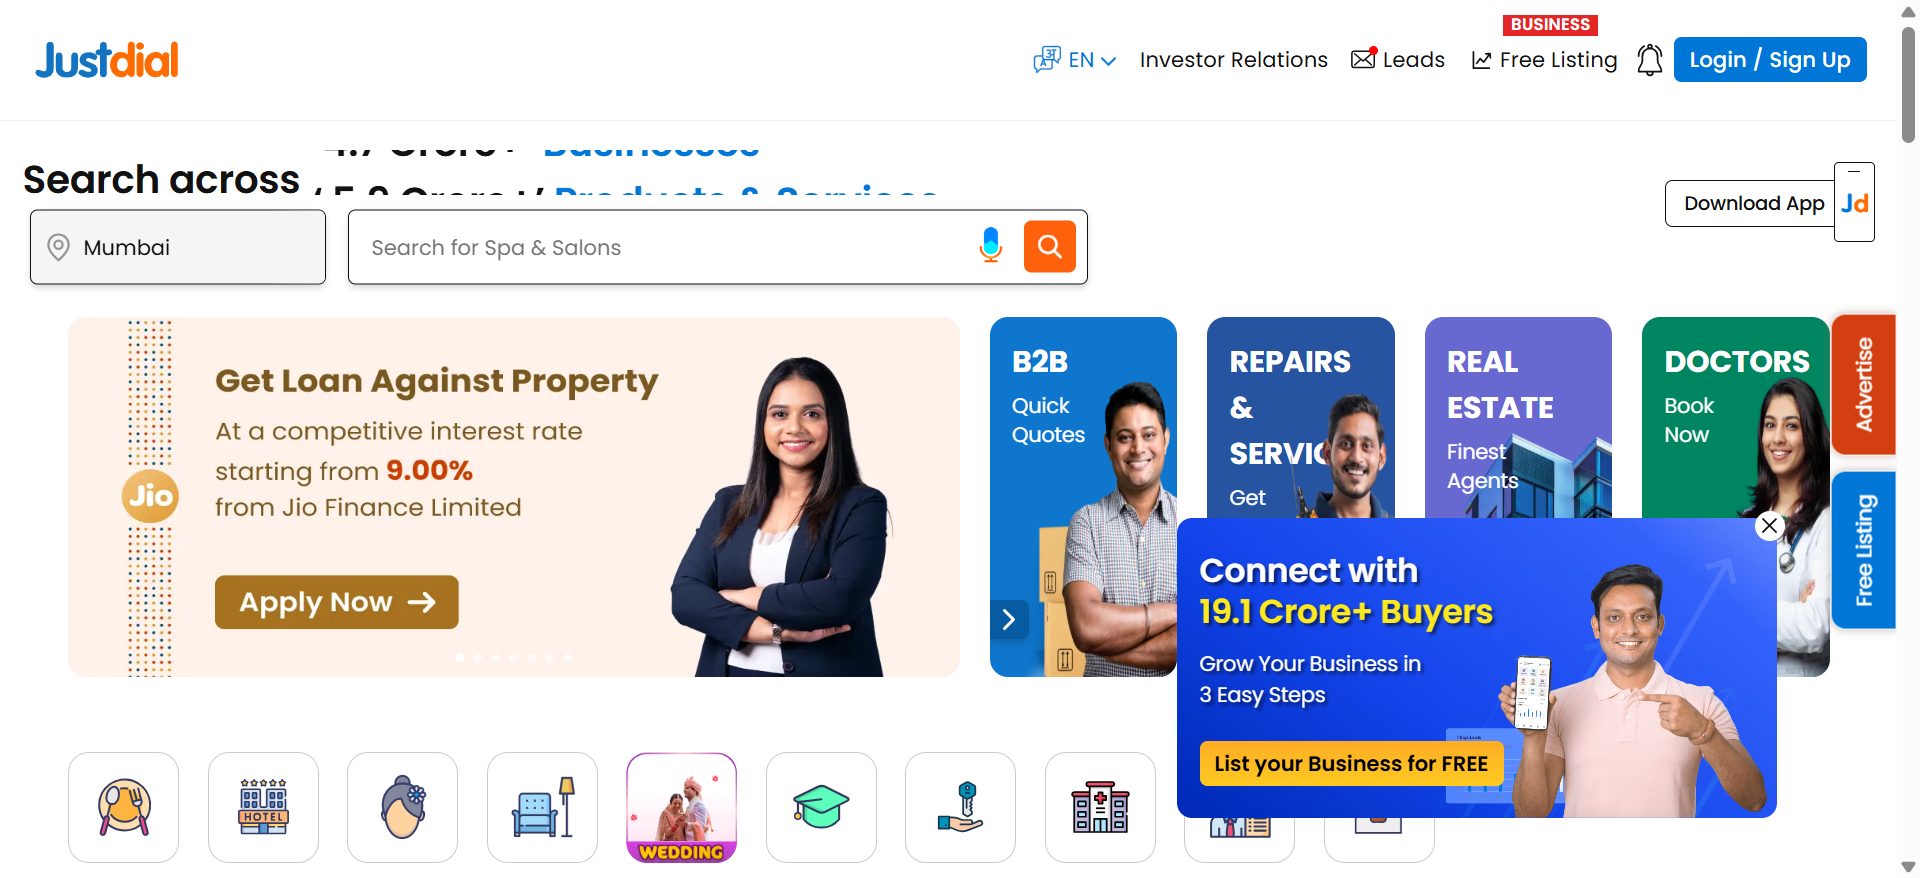 BUSINESS
Justdial
EN
Investor Relations
Leads
Free Listing
Login / Sign Up
Search across
4.7 Crore+ Businesses
5.9 Crore+ Products & Services
Download App
Jd
Mumbai
Search for Spa & Salons
Get Loan Against Property
At a competitive interest rate
starting from 9.00%
from Jio Finance Limited
Jio
Apply Now
B2B
Quick
Quotes
REPAIRS
&
SERVIC
Get
REAL
ESTATE
Finest
Agents
DOCTORS
Book
Now
Advertise
Free Listing
Connect with
19.1 Crore+ Buyers
Grow Your Business in
3 Easy Steps
List your Business for FREE
HOTEL
WEDDING